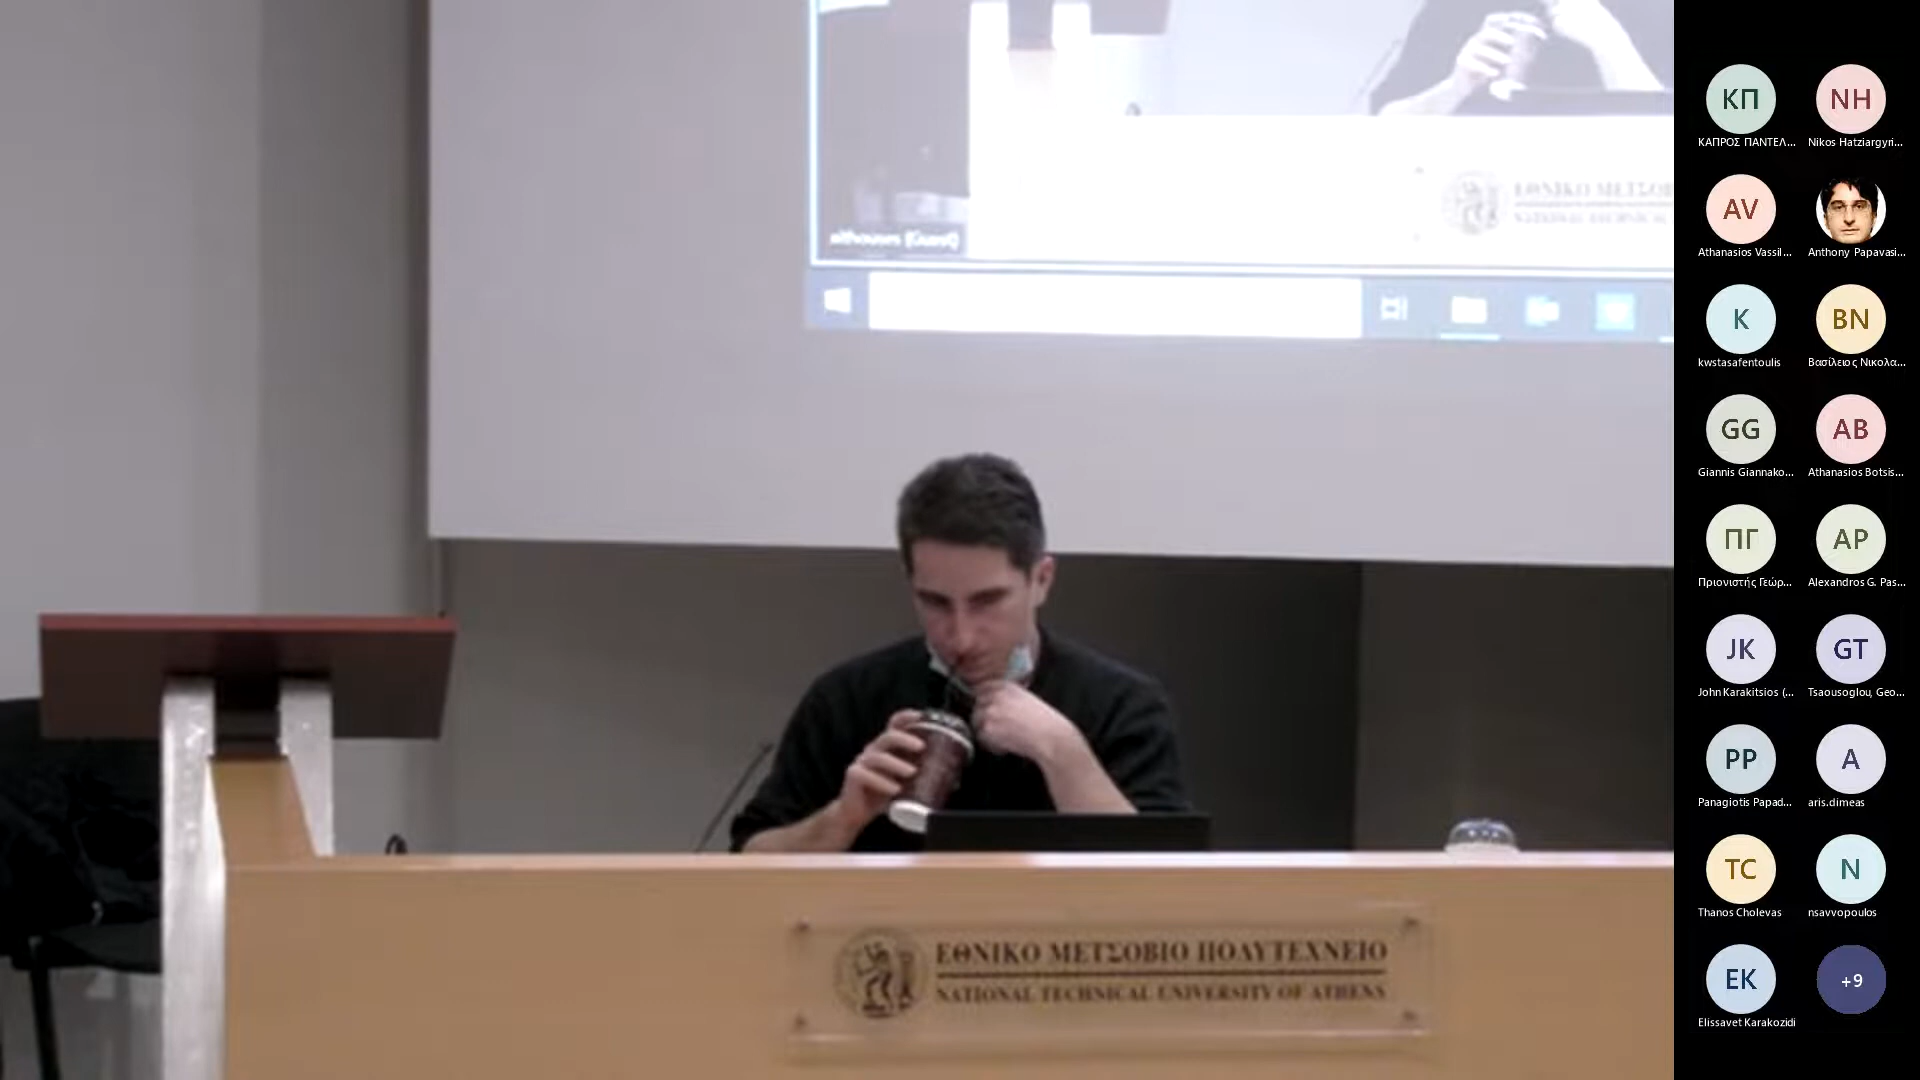 ΚΠ
ΚΑΠΡΟΣ ΠΑΝΤΕΛ...
NH
Nikos Hatziargyri...
AV
Athanasios Vassil...
Anthony Papavasi...
K
kwstasafentoulis
ΒΝ
Βασίλειος Νικολα...
GG
Giannis Giannako...
AB
Athanasios Botsis...
ΠΓ
Πριονιστής Γεώρ...
AP
Alexandros G. Pas...
JK
John Karakitsios (...
GT
Tsaousoglou, Geo...
PP
Panagiotis Papad...
A
aris.dimeas
TC
Thanos Cholevas
N
nsavvopoulos
EK
Elissavet Karakozidi
+9
ΕΘΝΙΚΟ ΜΕΤΣΟΒΙΟ ΠΟΛΥΤΕΧΝΕΙΟ
NATIONAL TECHNICAL UNIVERSITY OF ATHENS